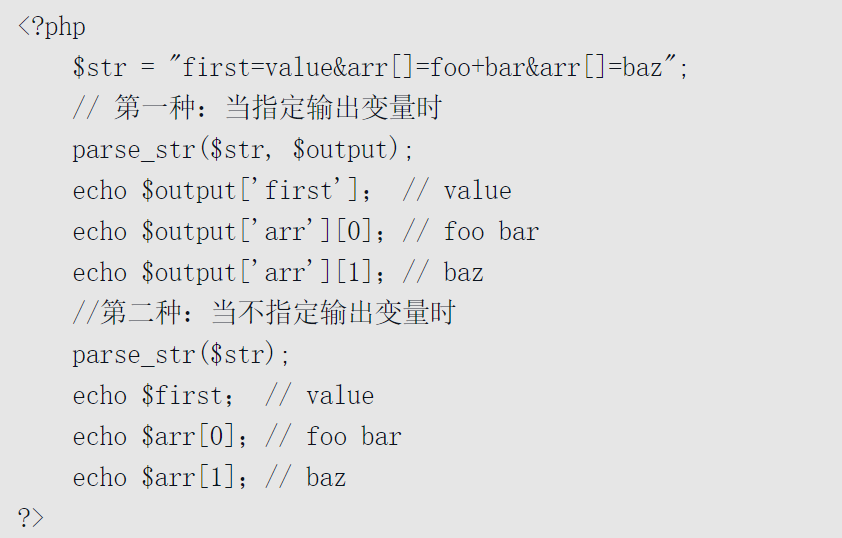 <?php
$str = "first=value&arr[]=foo+bar&arr[]=baz";
// 第一种：当指定输出变量时
parse_str($str, $output);
echo $output['first']； // value
echo $output['arr'][0]；// foo bar
echo $output['arr'][1]；// baz
//第二种：当不指定输出变量时
parse_str($str);
echo $first； // value
echo $arr[0]；// foo bar
echo $arr[1]；// baz
?>